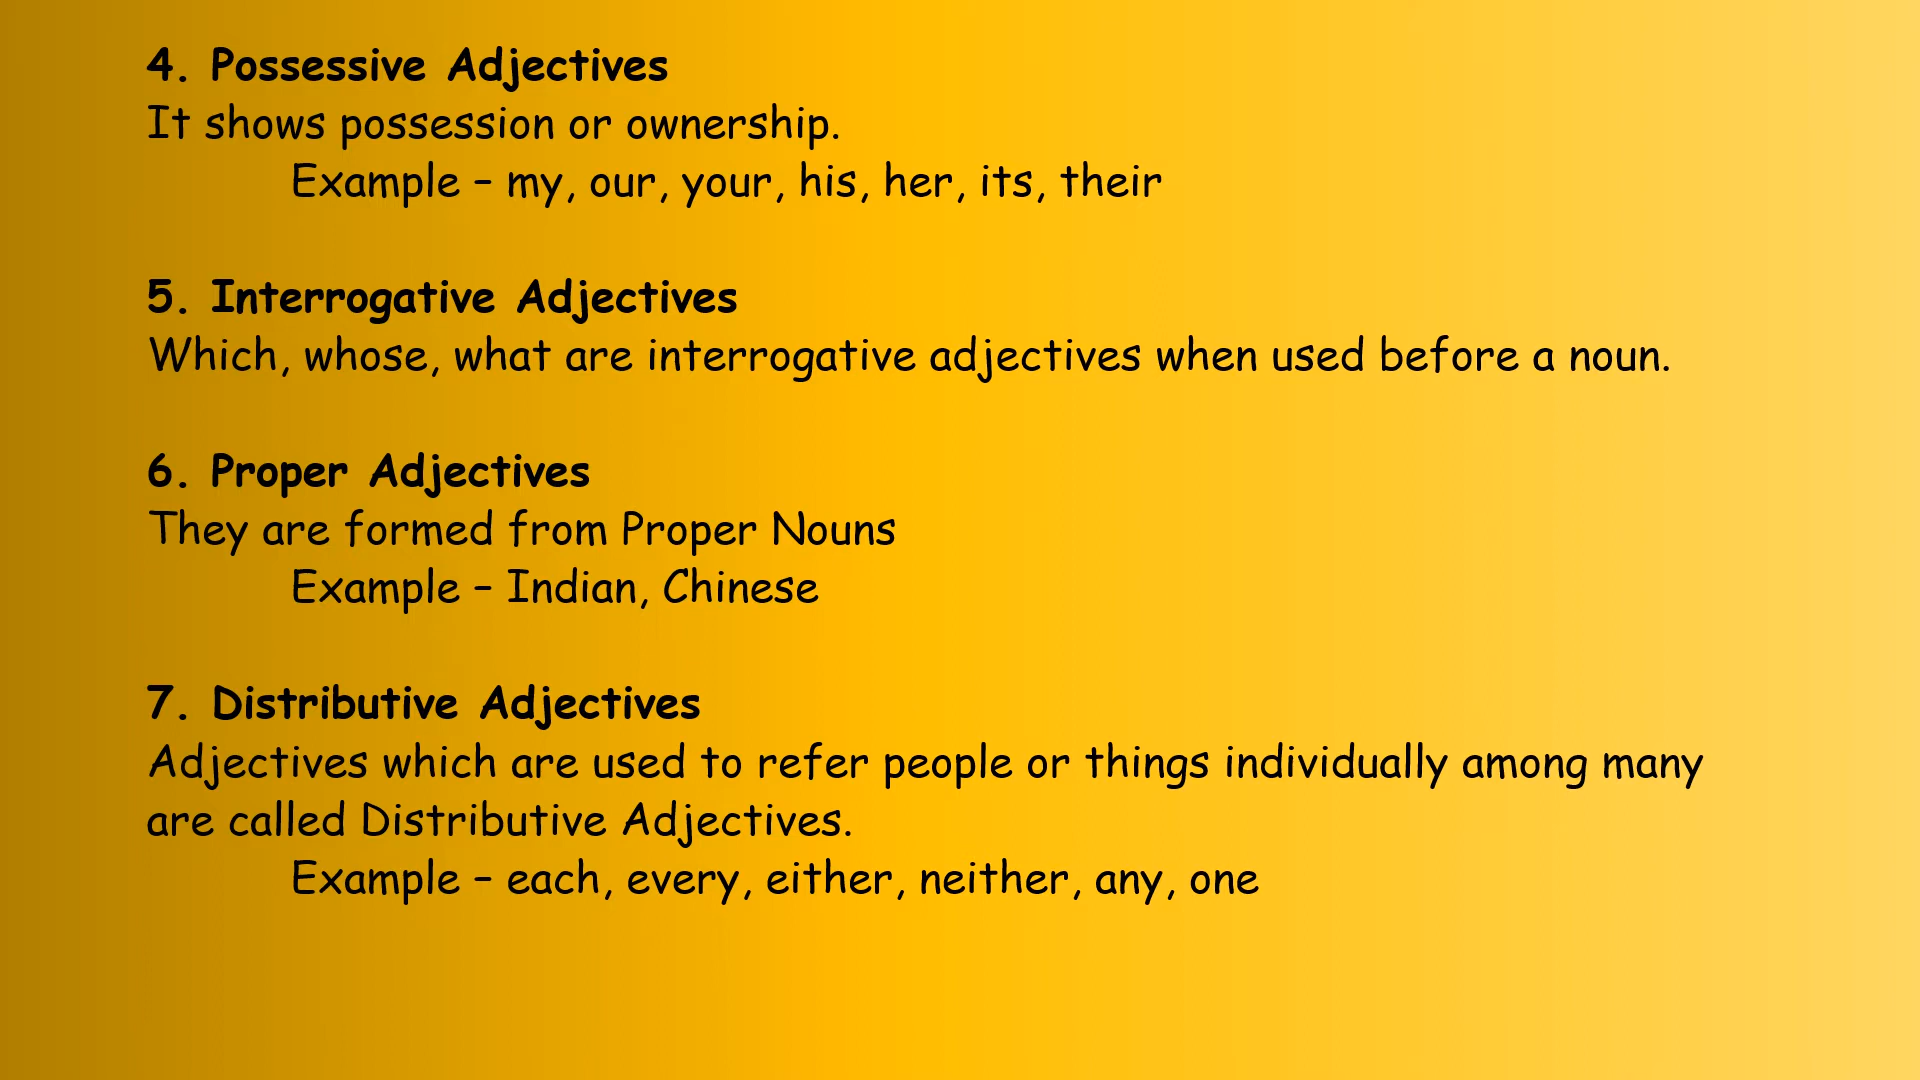 4. Possessive Adjectives
It shows possession or ownership.
Example – my, our, your, his, her, its, their
5. Interrogative Adjectives
Which, whose, what are interrogative adjectives when used before a noun.
6. Proper Adjectives
They are formed from Proper Nouns
Example – Indian, Chinese
7. Distributive Adjectives
Adjectives which are used to refer people or things individually among many
are called Distributive Adjectives.
Example – each, every, either, neither, any, one